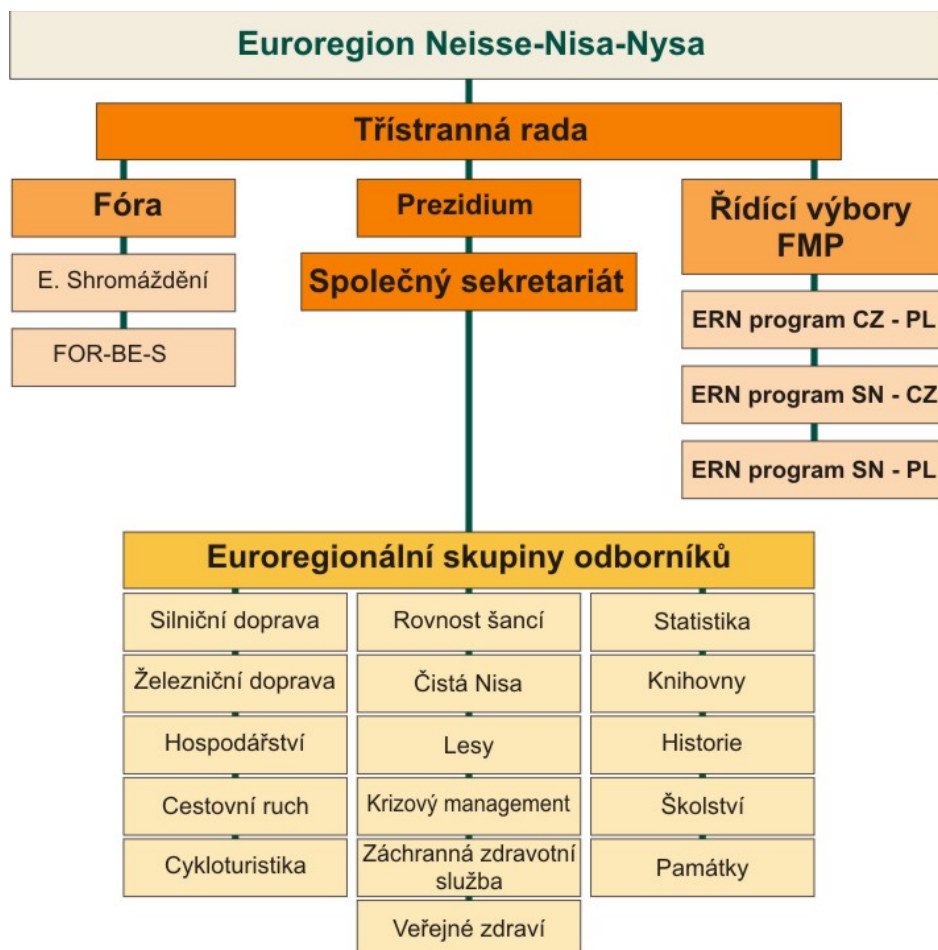 Euroregion Neisse-Nisa-Nysa
Třístranná rada
Fóra
E. Shromáždění
FOR-BE-S
Prezidium
Společný sekretariát
Řídící výbory
FMP
ERN program CZ - PL
ERN program SN - CZ
ERN program SN - PL
Euroregionální skupiny odborníků
Silniční doprava
Železniční doprava
Hospodářství
Cestovní ruch
Cykloturistika
Rovnost šancí
Čistá Nisa
Lesy
Krizový management
Záchranná zdravotní
služba
Veřejné zdraví
Statistika
Knihovny
Historie
Školství
Památky